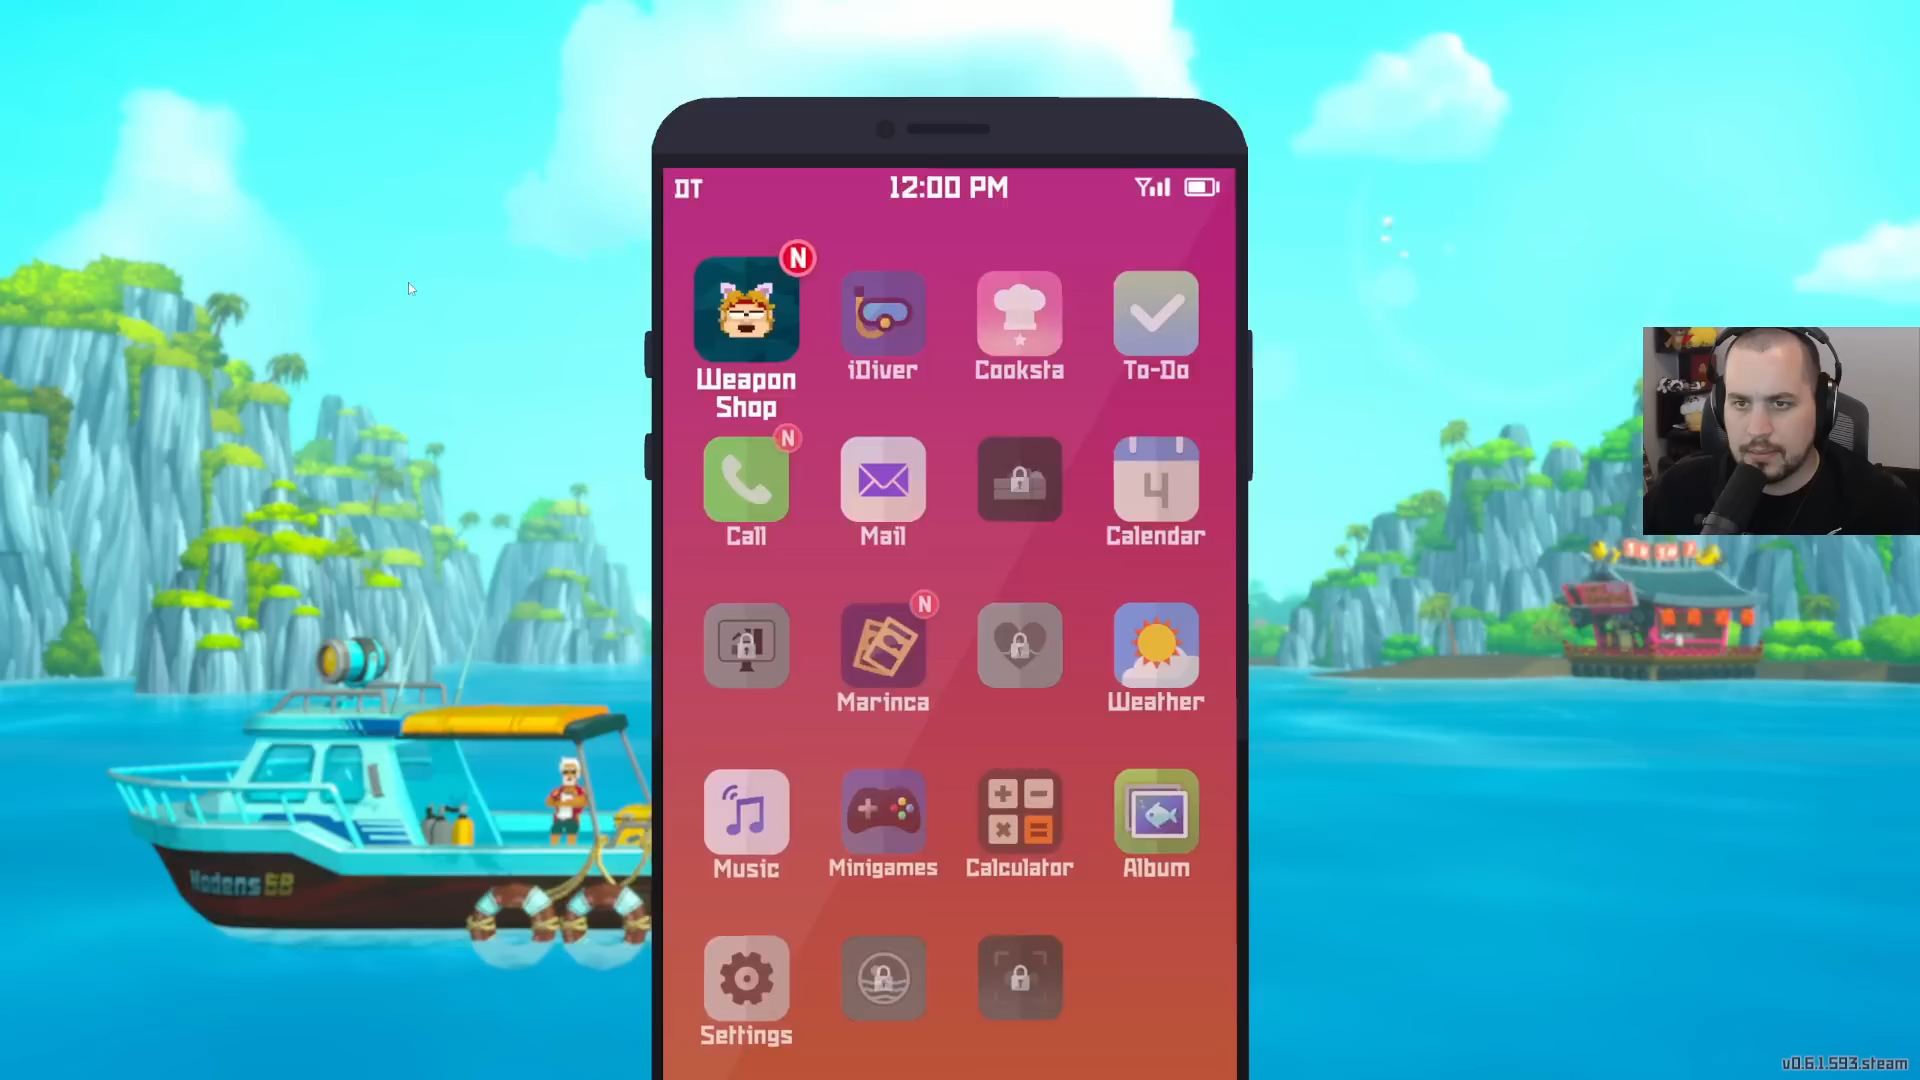 DT
12:00 PM
N
Weapon
Shop
iDiver
Cooksta
To-Do
N
Call
Mail
4
Calendar
N
Marinca
Weather
Music
Minigames
Calculator
Album
Settings
v0.6.1.593.steam